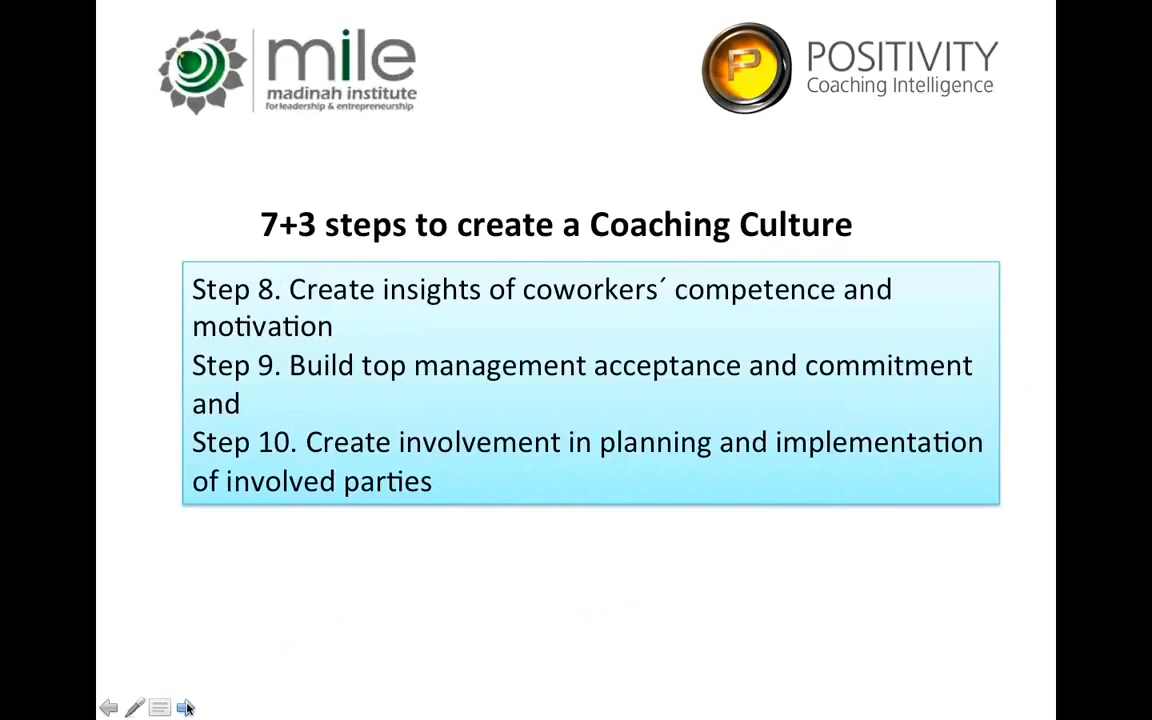 mile
madinah institute
for leadership & entrepreneurship
P
POSITIVITY
Coaching Intelligence
7+3 steps to create a Coaching Culture
Step 8. Create insights of coworkers´ competence and
motivation
Step 9. Build top management acceptance and commitment
and
Step 10. Create involvement in planning and implementation
of involved parties